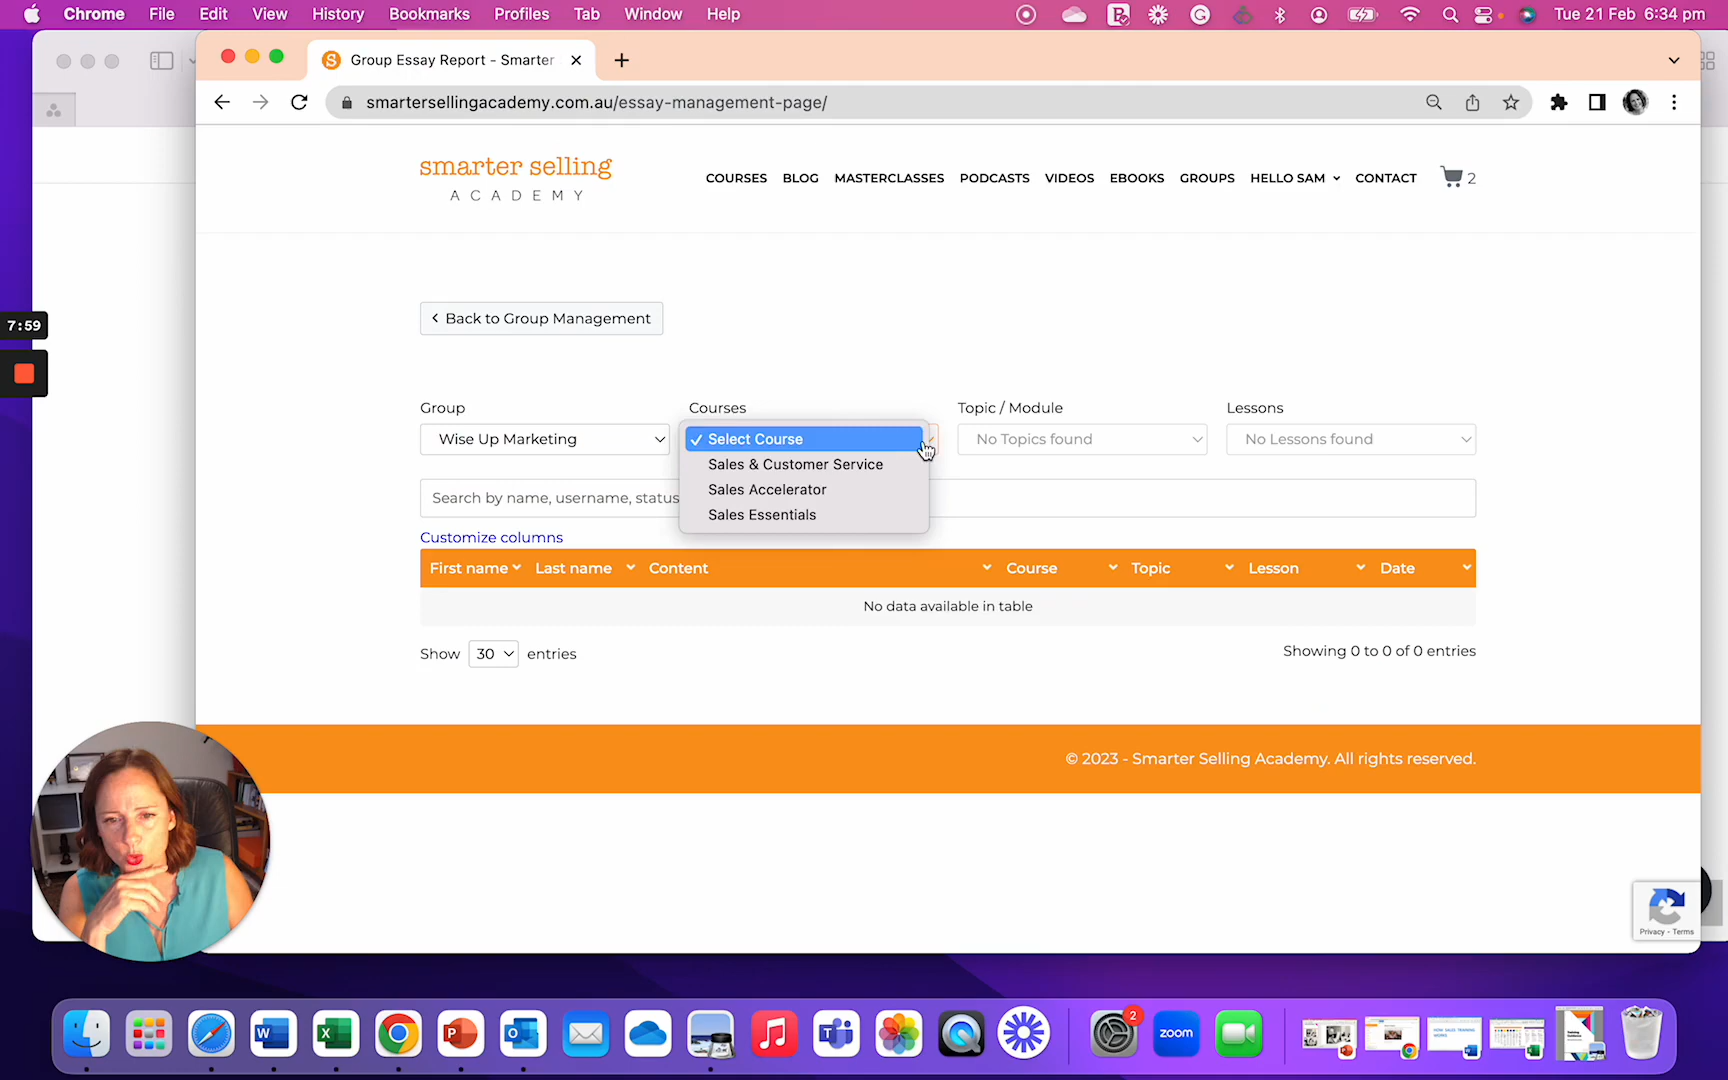 Chrome File Edit View History Bookmarks Profiles Tab Window Help Tue 21 Feb 6:34 pm
Group Essay Report - Smarter
smartersellingacademy.com.au/essay-management-page/
smarter selling
ACADEMY
COURSES BLOG MASTERCLASSES PODCASTS VIDEOS EBOOKS GROUPS HELLO SAM CONTACT 2
7:59
Back to Group Management
Group Courses Topic / Module Lessons
Wise Up Marketing Select Course No Topics found No Lessons found
Sales & Customer Service
Sales Accelerator
Sales Essentials
Search by name, username, status
Customize columns
First name Last name Content Course Topic Lesson Date
No data available in table
Show 30 entries Showing 0 to 0 of 0 entries
© 2023 - Smarter Selling Academy. All rights reserved.
Privacy - Terms
2
zoom